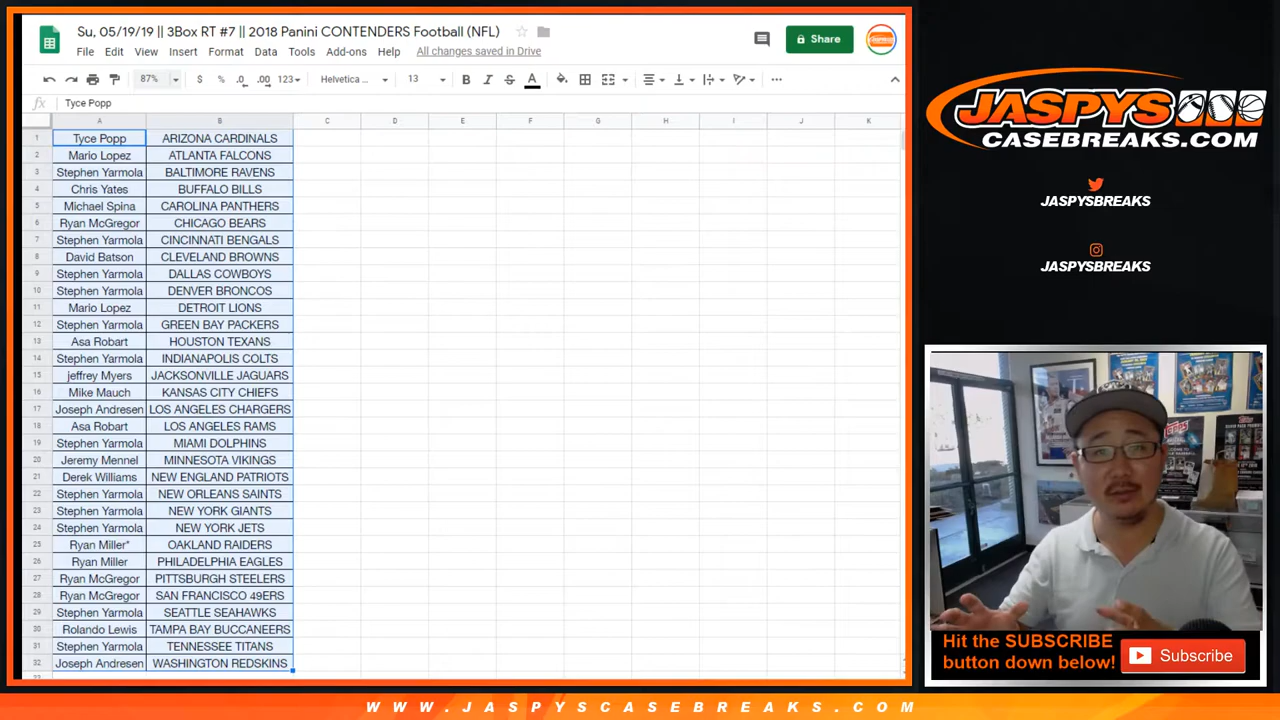 Su, 05/19/19 || 3Box RT #7 || 2018 Panini CONTENDERS Football (NFL)
File Edit View Insert Format Data Tools Add-ons Help All changes saved in Drive
Share
87% $ % .0 .00 123 Helvetica ... 13 B I S A
fx Tyce Popp
A B C D E F G H I J K
1 Tyce Popp ARIZONA CARDINALS
2 Mario Lopez ATLANTA FALCONS
3 Stephen Yarmola BALTIMORE RAVENS
4 Chris Yates BUFFALO BILLS
5 Michael Spina CAROLINA PANTHERS
6 Ryan McGregor CHICAGO BEARS
7 Stephen Yarmola CINCINNATI BENGALS
8 David Batson CLEVELAND BROWNS
9 Stephen Yarmola DALLAS COWBOYS
10 Stephen Yarmola DENVER BRONCOS
11 Mario Lopez DETROIT LIONS
12 Stephen Yarmola GREEN BAY PACKERS
13 Asa Robart HOUSTON TEXANS
14 Stephen Yarmola INDIANAPOLIS COLTS
15 jeffrey Myers JACKSONVILLE JAGUARS
16 Mike Mauch KANSAS CITY CHIEFS
17 Joseph Andresen LOS ANGELES CHARGERS
18 Asa Robart LOS ANGELES RAMS
19 Stephen Yarmola MIAMI DOLPHINS
20 Jeremy Mennel MINNESOTA VIKINGS
21 Derek Williams NEW ENGLAND PATRIOTS
22 Stephen Yarmola NEW ORLEANS SAINTS
23 Stephen Yarmola NEW YORK GIANTS
24 Stephen Yarmola NEW YORK JETS
25 Ryan Miller* OAKLAND RAIDERS
26 Ryan Miller PHILADELPHIA EAGLES
27 Ryan McGregor PITTSBURGH STEELERS
28 Ryan McGregor SAN FRANCISCO 49ERS
29 Stephen Yarmola SEATTLE SEAHAWKS
30 Rolando Lewis TAMPA BAY BUCCANEERS
31 Stephen Yarmola TENNESSEE TITANS
32 Joseph Andresen WASHINGTON REDSKINS
JASPYS
CASEBREAKS.COM
JASPYSBREAKS
JASPYSBREAKS
TOPPS
Hit the SUBSCRIBE
button down below!
Subscribe
WWW.JASPYSCASEBREAKS.COM